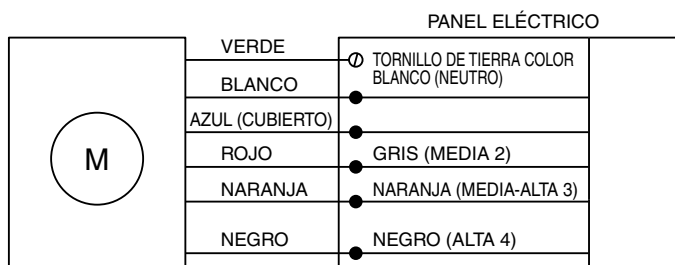 PANEL ELÉCTRICO
VERDE
TORNILLO DE TIERRA COLOR
BLANCO (NEUTRO)
BLANCO
AZUL (CUBIERTO)
M
ROJO
GRIS (MEDIA 2)
NARANJA
NARANJA (MEDIA-ALTA 3)
NEGRO
NEGRO (ALTA 4)